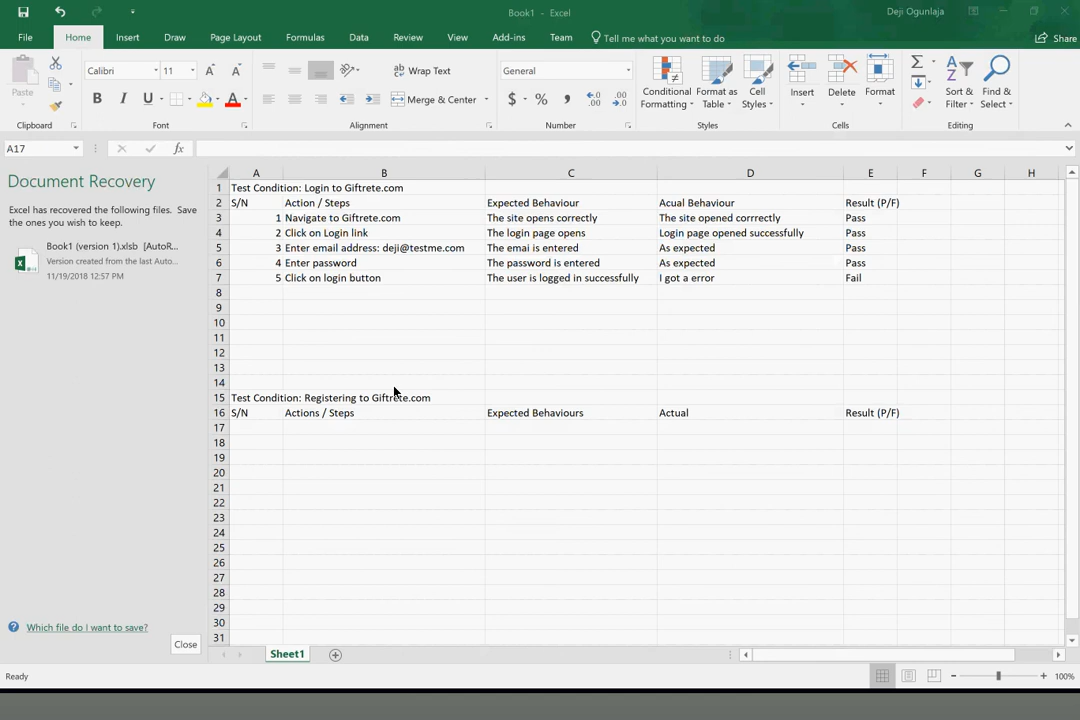 Book1 - Excel
Deji Ogunlaja
File Home Insert Draw Page Layout Formulas Data Review View Add-ins Team Tell me what you want to do Share
Paste
Calibri 11
Wrap Text
General
Merge & Center
Conditional Formatting
Format as Table
Cell Styles
Insert Delete Format
Sort & Filter
Find & Select
Clipboard Font Alignment Number Styles Cells Editing
A17
fx
Document Recovery
Excel has recovered the following files. Save
the ones you wish to keep.
Book1 (version 1).xlsb [AutoR...
Version created from the last Auto...
11/19/2018 12:57 PM
Which file do I want to save?
Close
A B C D E F G H
1 Test Condition: Login to Giftrete.com
2 S/N Action / Steps Expected Behaviour Acual Behaviour Result (P/F)
3 1 Navigate to Giftrete.com The site opens correctly The site opened corrrectly Pass
4 2 Click on Login link The login page opens Login page opened successfully Pass
5 3 Enter email address: deji@testme.com The emai is entered As expected Pass
6 4 Enter password The password is entered As expected Pass
7 5 Click on login button The user is logged in successfully I got a error Fail
8
9
10
11
12
13
14
15 Test Condition: Registering to Giftrete.com
16 S/N Actions / Steps Expected Behaviours Actual Result (P/F)
17
18
19
20
21
22
23
24
25
26
27
28
29
30
31
Sheet1
Ready
100%